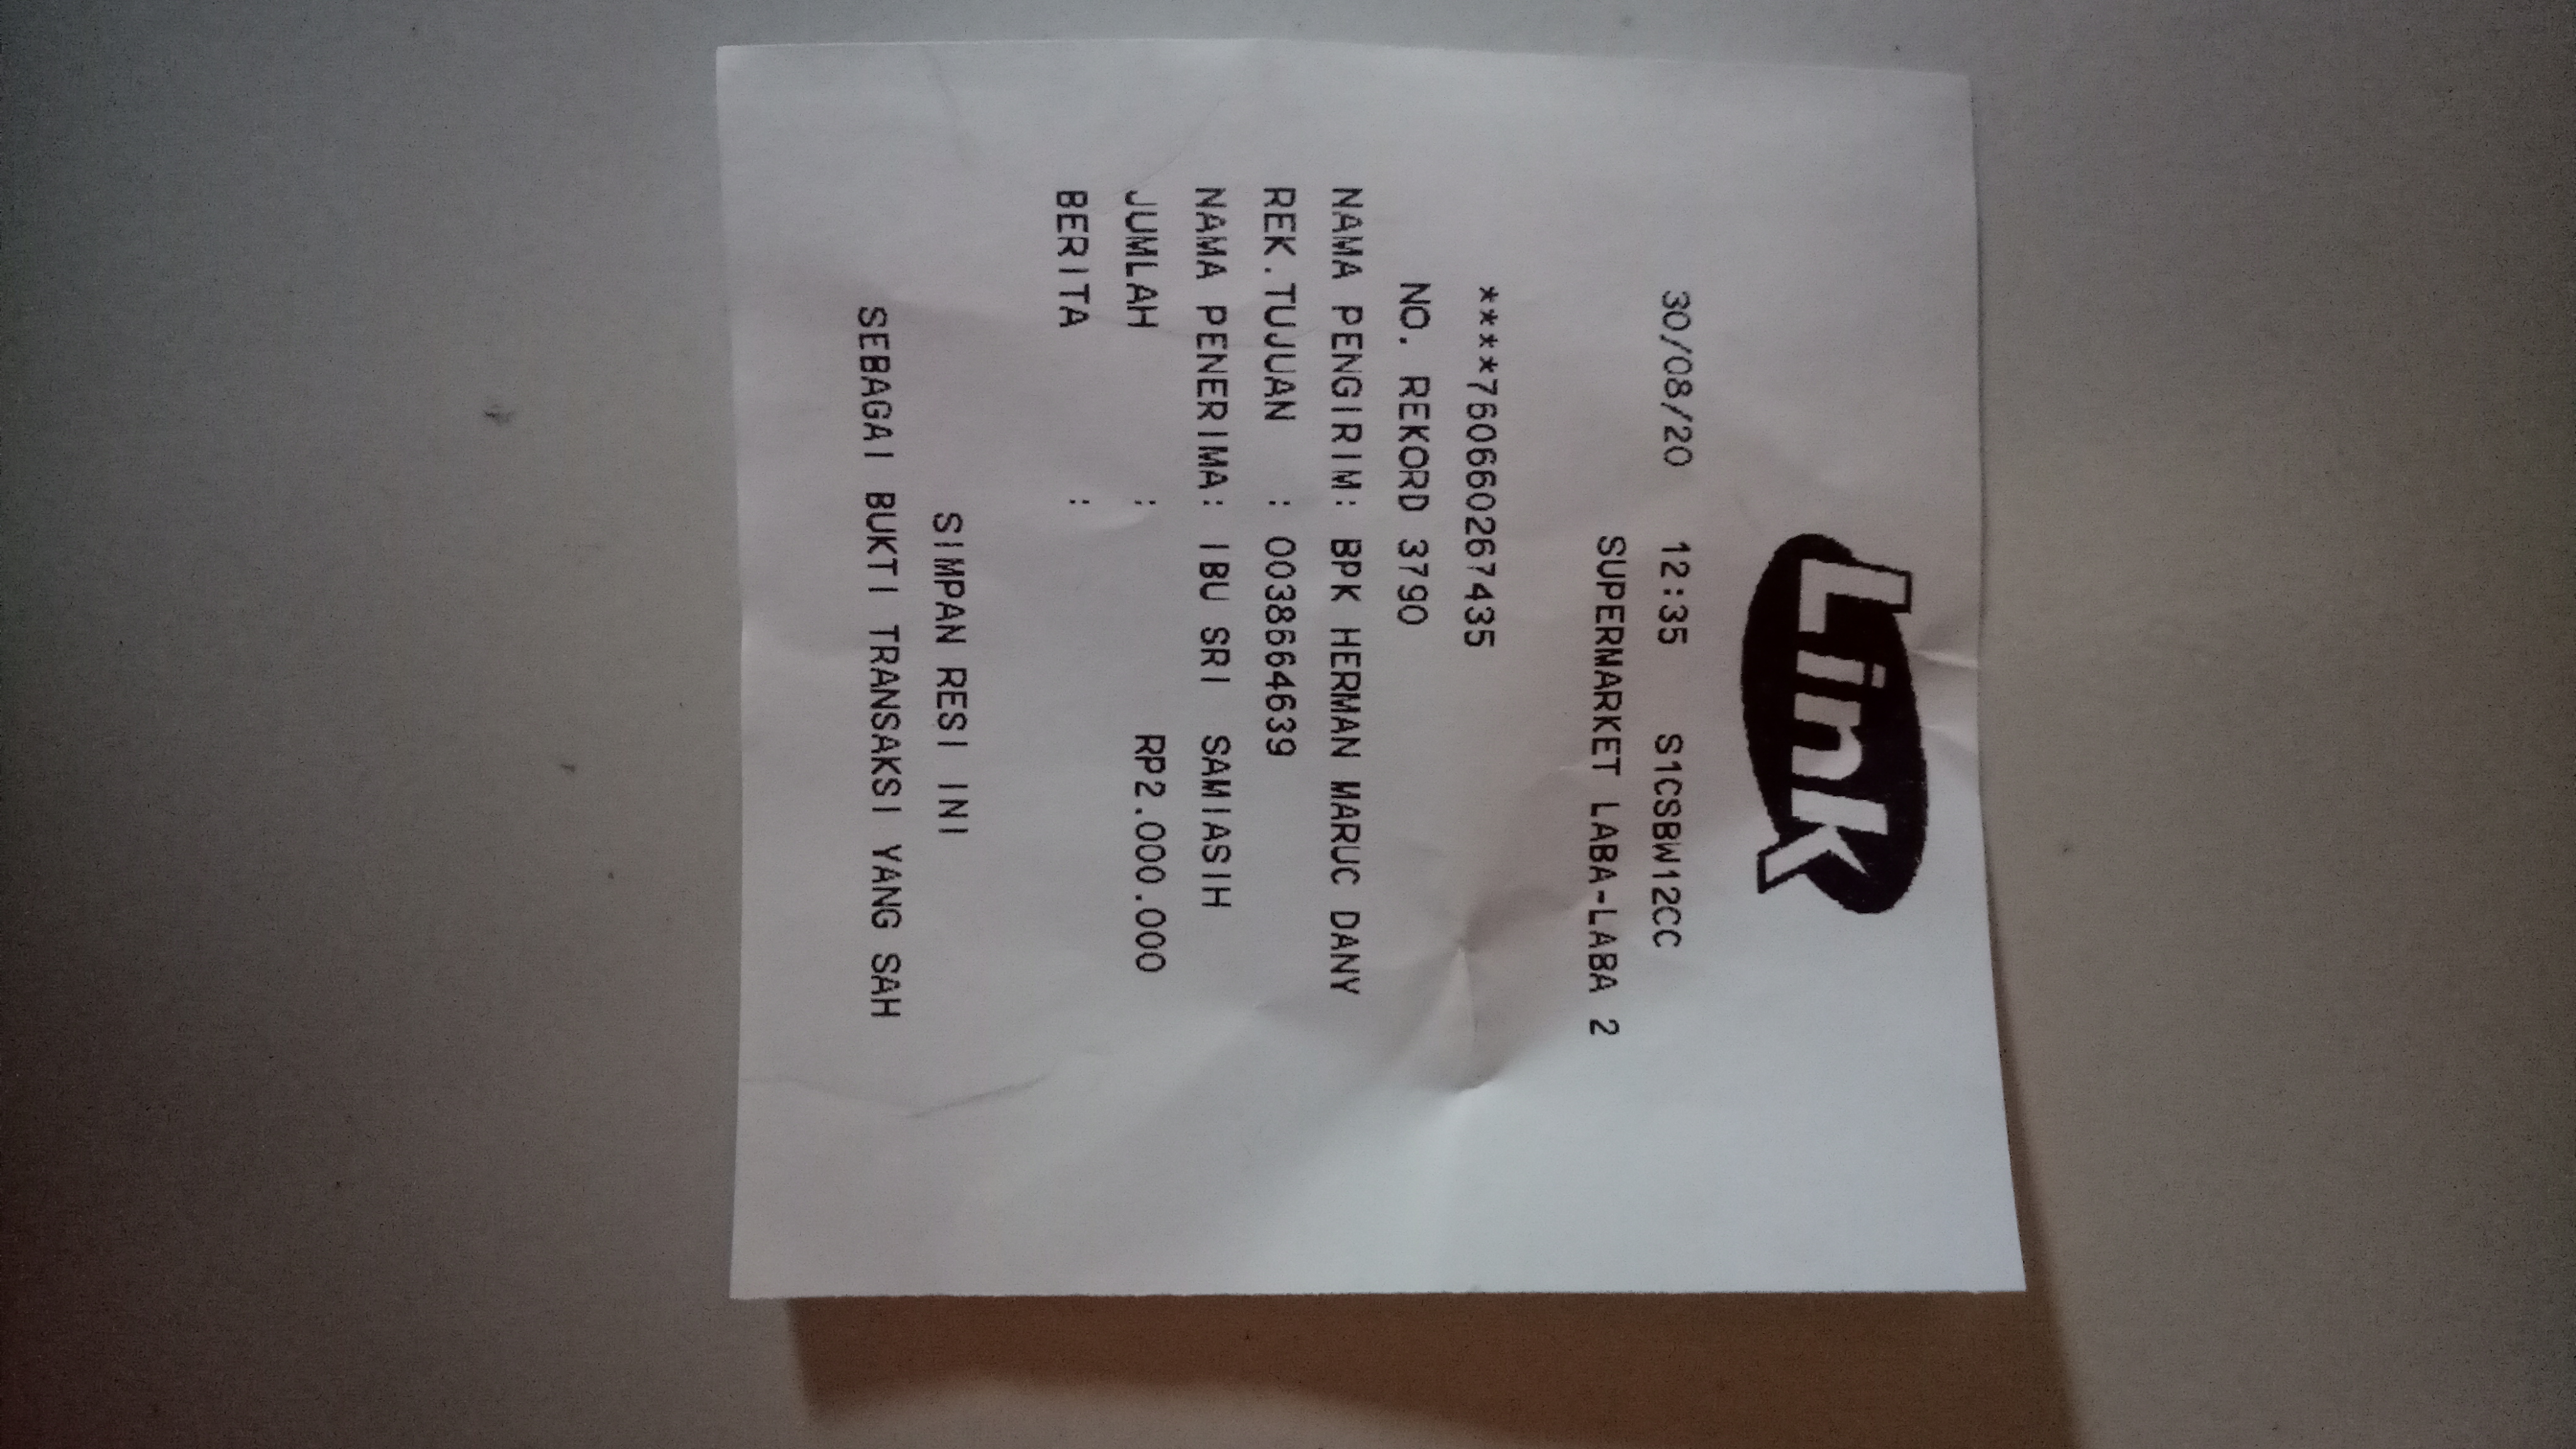 Link
30/08/20 12:35 S1CSBW12CC
SUPERMARKET LABA-LABA 2
****760660267435
NO. REKORD 3790
NAMA PENGIRIM: BPK HERMAN MARUC DANY
REK.TUJUAN : 0038664639
NAMA PENERIMA: IBU SRI SAMIASIH
JUMLAH : RP2.000.000
BERITA :
SIMPAN RESI INI
SEBAGAI BUKTI TRANSAKSI YANG SAH